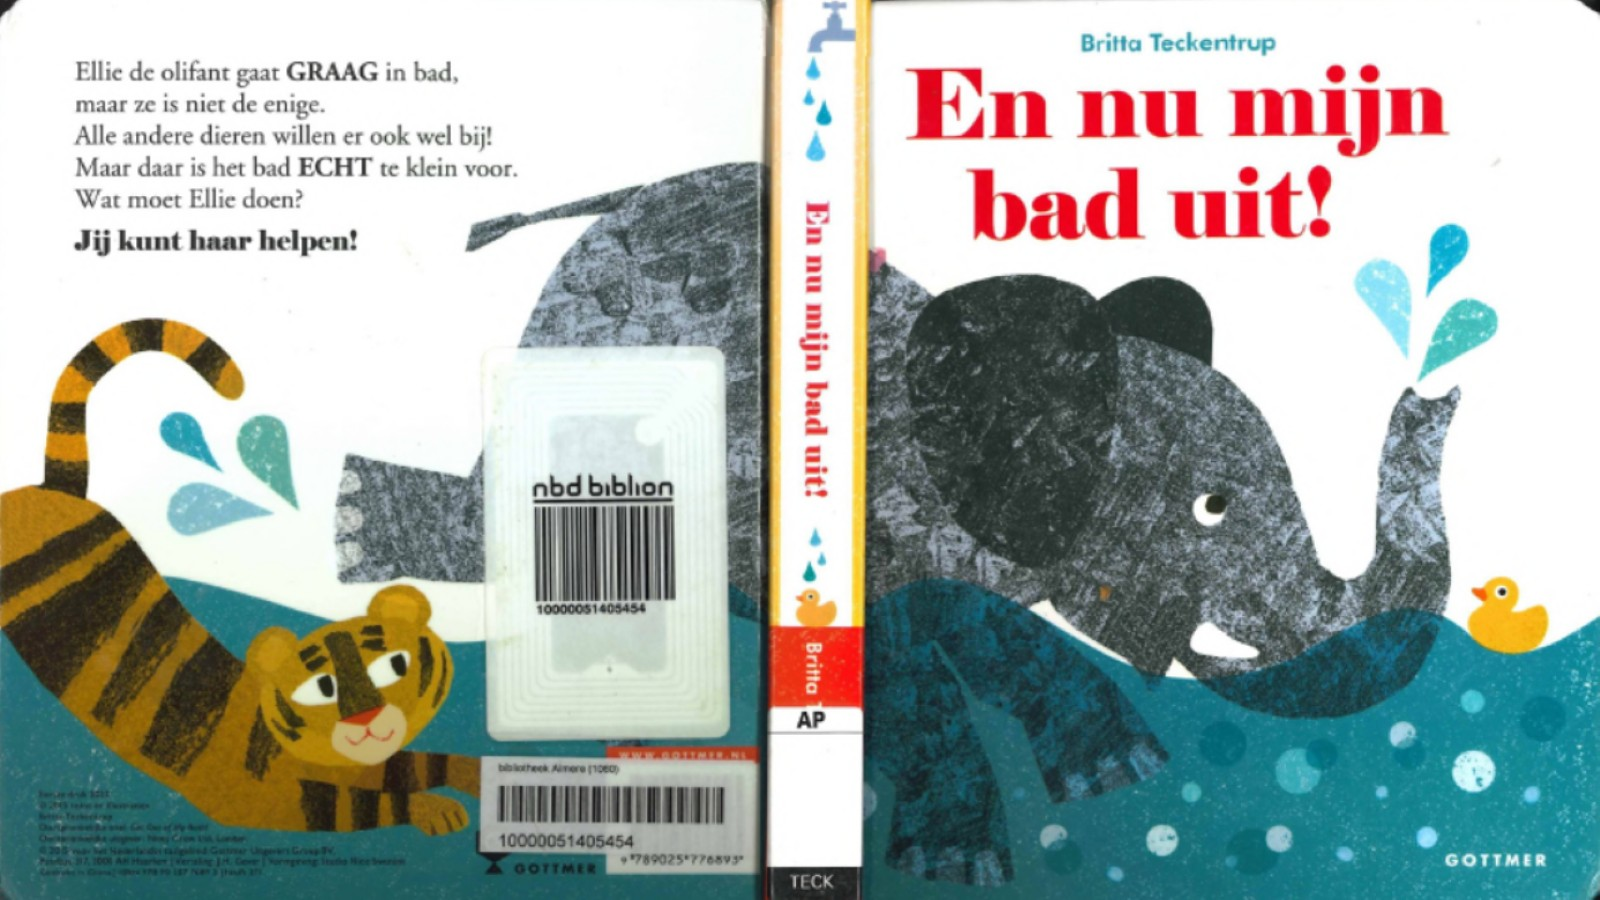 Ellie de olifant gaat GRAAG in bad,
maar ze is niet de enige.
Alle andere dieren willen er ook wel bij!
Maar daar is het bad ECHT te klein voor.
Wat moet Ellie doen?
Jij kunt haar helpen!
nbd biblion
10000051405454
WWW.GOTTMER.NL
bibliotheek Almere (1060)
10000051405454
GOTTMER
9 789025 776893
En nu mijn bad uit!
Britta
AP
TECK
Britta Teckentrup
En nu mijn
bad uit!
GOTTMER